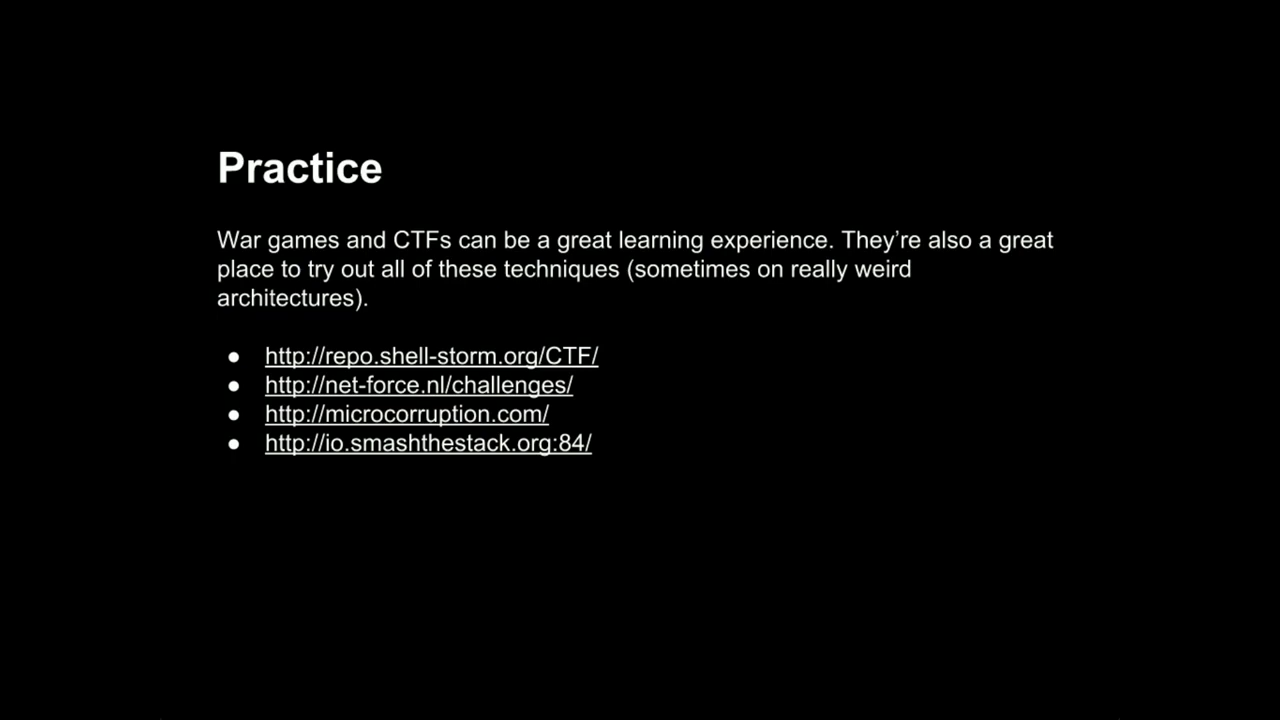 Practice
War games and CTFs can be a great learning experience. They’re also a great
place to try out all of these techniques (sometimes on really weird
architectures).
● http://repo.shell-storm.org/CTF/
● http://net-force.nl/challenges/
● http://microcorruption.com/
● http://io.smashthestack.org:84/